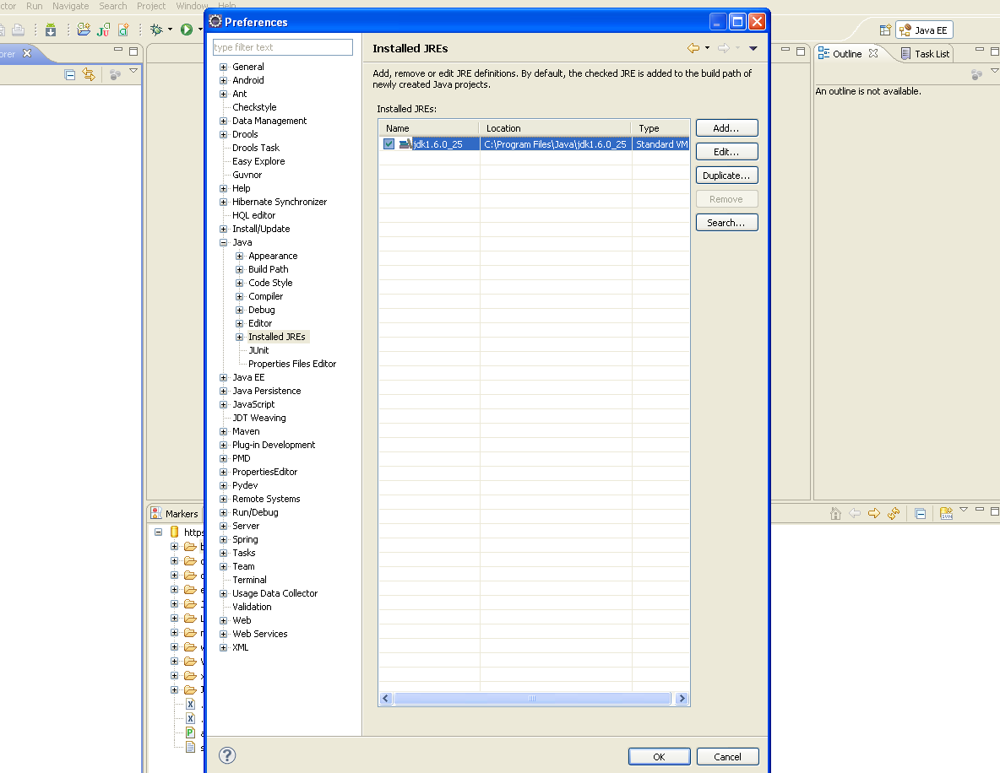 ctor Run Navigate Search Project Window Help
Preferences
Java EE
orer
Outline
Task List
An outline is not available.
type filter text
General
Android
Ant
Checkstyle
Data Management
Drools
Drools Task
Easy Explore
Guvnor
Help
Hibernate Synchronizer
HQL editor
Install/Update
Java
Appearance
Build Path
Code Style
Compiler
Debug
Editor
Installed JREs
JUnit
Properties Files Editor
Java EE
Java Persistence
JavaScript
JDT Weaving
Maven
Plug-in Development
PMD
PropertiesEditor
Pydev
Remote Systems
Run/Debug
Server
Spring
Tasks
Team
Terminal
Usage Data Collector
Validation
Web
Web Services
XML
Installed JREs
Add, remove or edit JRE definitions. By default, the checked JRE is added to the build path of
newly created Java projects.
Installed JREs:
Name Location Type
jdk1.6.0_25 C:\Program Files\Java\jdk1.6.0_25 Standard VM
Add...
Edit...
Duplicate...
Remove
Search...
Markers
https
OK
Cancel